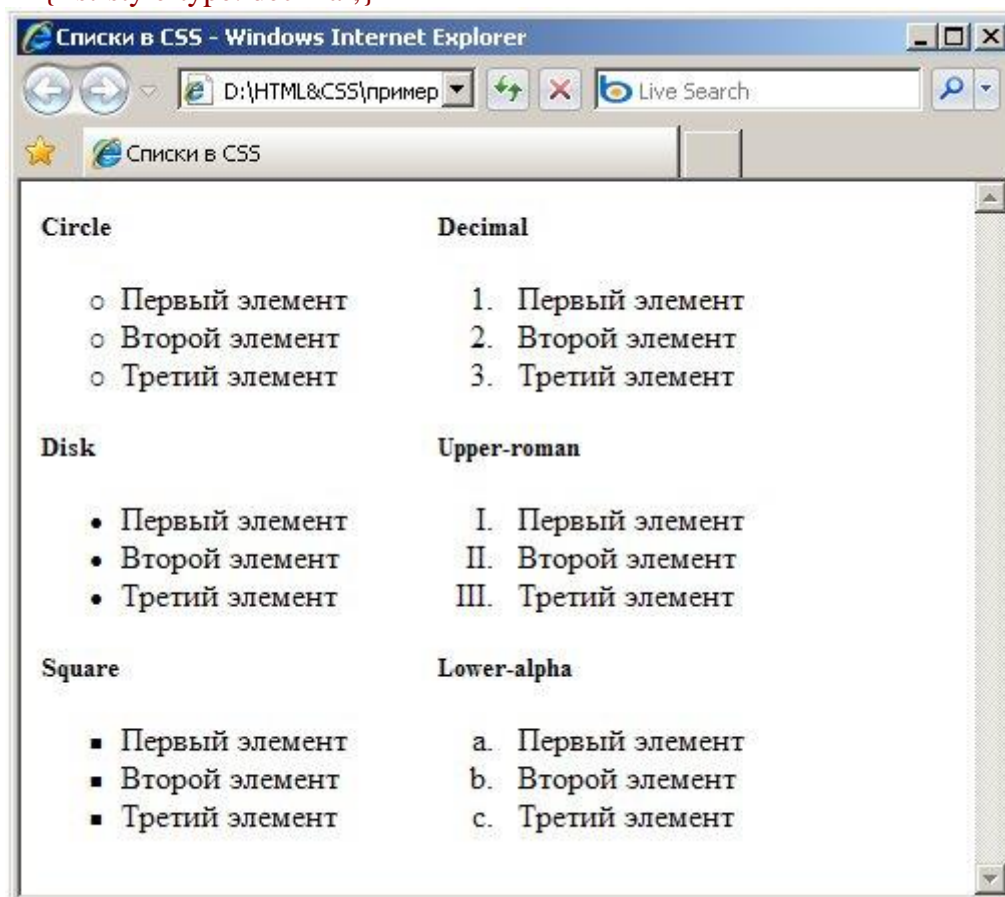 Списки в CSS - Windows Internet Explorer
D:\HTML&CSS\пример
Live Search
Списки в CSS
Circle
○ Первый элемент
○ Второй элемент
○ Третий элемент
Decimal
1. Первый элемент
2. Второй элемент
3. Третий элемент
Disk
• Первый элемент
• Второй элемент
• Третий элемент
Upper-roman
I. Первый элемент
II. Второй элемент
III. Третий элемент
Square
▪ Первый элемент
▪ Второй элемент
▪ Третий элемент
Lower-alpha
a. Первый элемент
b. Второй элемент
c. Третий элемент